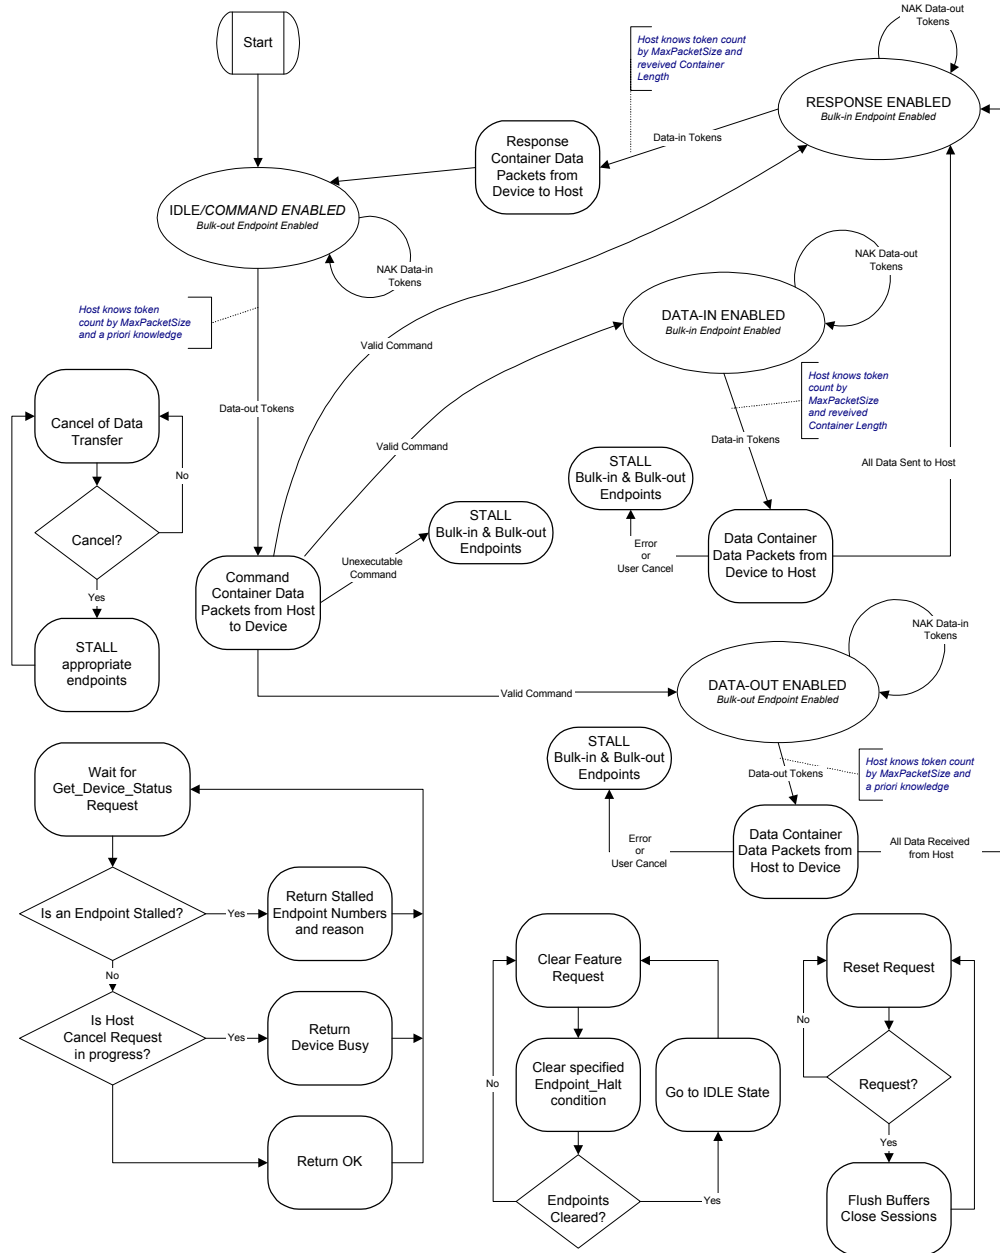 NAK Data-out
Tokens
Start
Host knows token count
by MaxPacketSize and
reveived Container
Length
RESPONSE ENABLED
Bulk-in Endpoint Enabled
Data-in Tokens
Response
Container Data
Packets from
Device to Host
IDLE/COMMAND ENABLED
Bulk-out Endpoint Enabled
NAK Data-in
Tokens
NAK Data-out
Tokens
DATA-IN ENABLED
Bulk-in Endpoint Enabled
Host knows token
count by MaxPacketSize
and a priori knowledge
Valid Command
Host knows token
count by
MaxPacketSize
and reveived
Container Length
Data-out Tokens
Valid Command
Data-in Tokens
All Data Sent to Host
Cancel of Data
Transfer
No
Cancel?
Yes
STALL
appropriate
endpoints
STALL
Bulk-in & Bulk-out
Endpoints
STALL
Bulk-in & Bulk-out
Endpoints
Error
or
User Cancel
Data Container
Data Packets from
Device to Host
Unexecutable
Command
Command
Container Data
Packets from Host
to Device
NAK Data-in
Tokens
Valid Command
DATA-OUT ENABLED
Bulk-out Endpoint Enabled
STALL
Bulk-in & Bulk-out
Endpoints
Data-out Tokens
Host knows token count
by MaxPacketSize and
a priori knowledge
Error
or
User Cancel
Data Container
Data Packets from
Host to Device
All Data Received
from Host
Wait for
Get_Device_Status
Request
Is an Endpoint Stalled?
Yes
Return Stalled
Endpoint Numbers
and reason
No
Is Host
Cancel Request
in progress?
Yes
Return
Device Busy
Return OK
Clear Feature
Request
Clear specified
Endpoint_Halt
condition
No
Go to IDLE State
Endpoints
Cleared?
Yes
Reset Request
No
Request?
Yes
Flush Buffers
Close Sessions